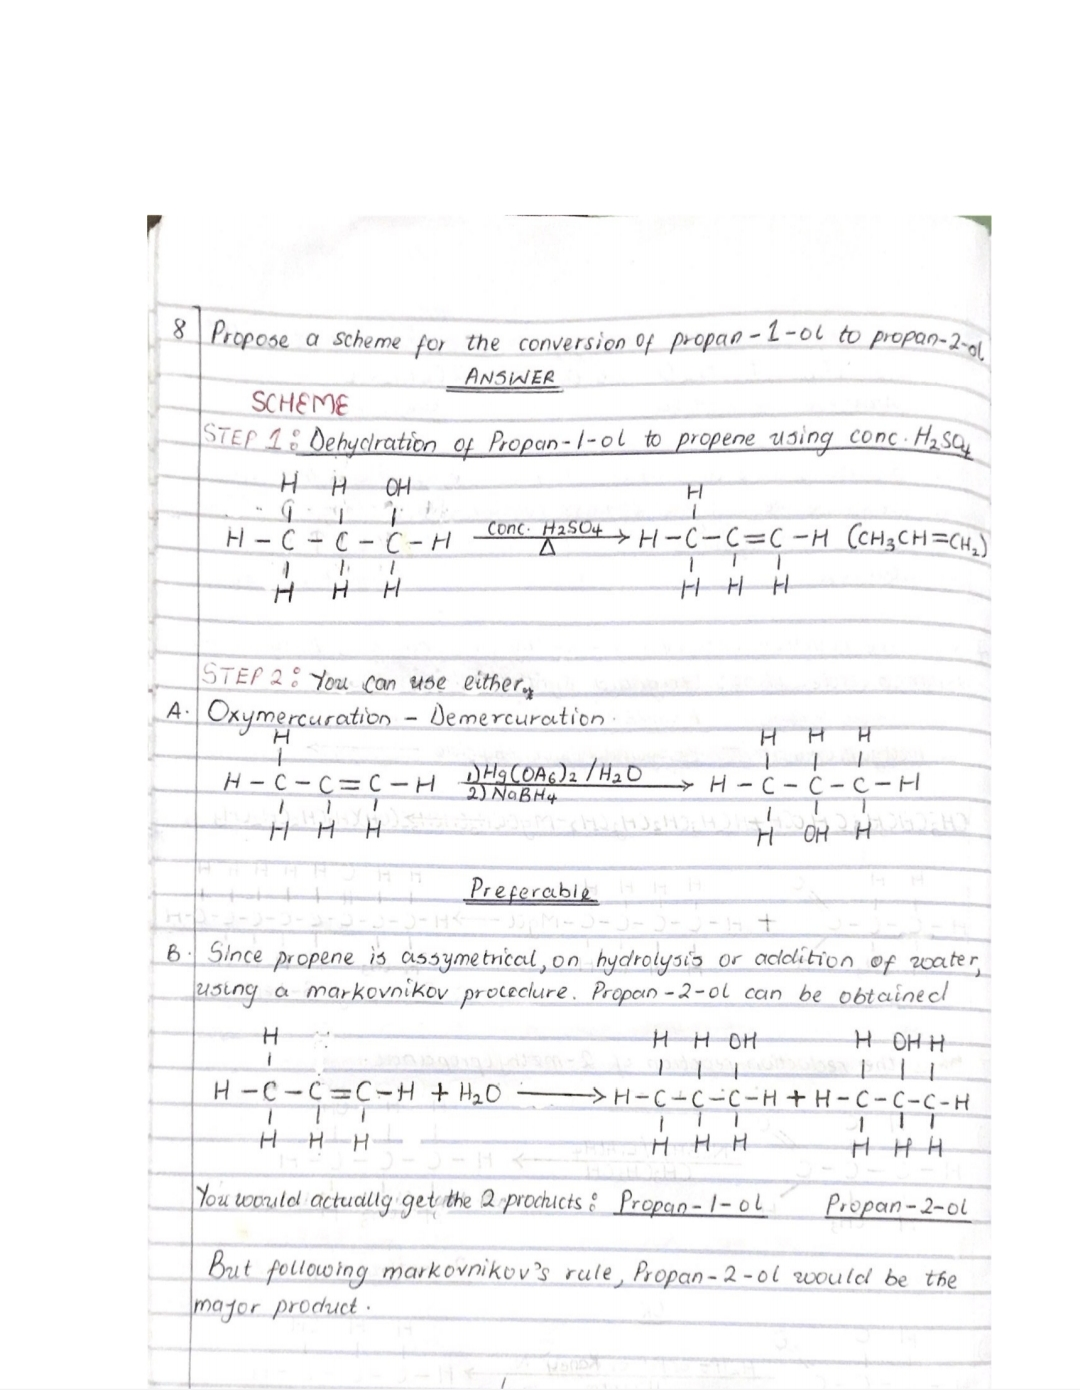 8 Propose a scheme for the conversion of propan-1-ol to propan-2-ol.
ANSWER
SCHEME
STEP 1: Dehydration of Propan-1-ol to propene using conc. H2SO4
H H OH H
H - C - C - C - H conc. H2SO4 Δ → H - C - C = C - H (CH3CH=CH2)
H H H H H H
STEP 2: You can use either,
A. Oxymercuration - Demercuration.
H H H H
H - C - C = C - H 1) Hg(OAc)2 / H2O 2) NaBH4 → H - C - C - C - H
H H H H OH H
Preferable
B. Since propene is assymetrical, on hydrolysis or addition of water,
using a markovnikov procedure. Propan-2-ol can be obtained
H H H OH H OH H
H - C - C = C - H + H2O → H - C - C - C - H + H - C - C - C - H
H H H H H H H H H
You would actually get the 2 products: Propan-1-ol Propan-2-ol
But following markovnikov's rule, Propan-2-ol would be the
major product.